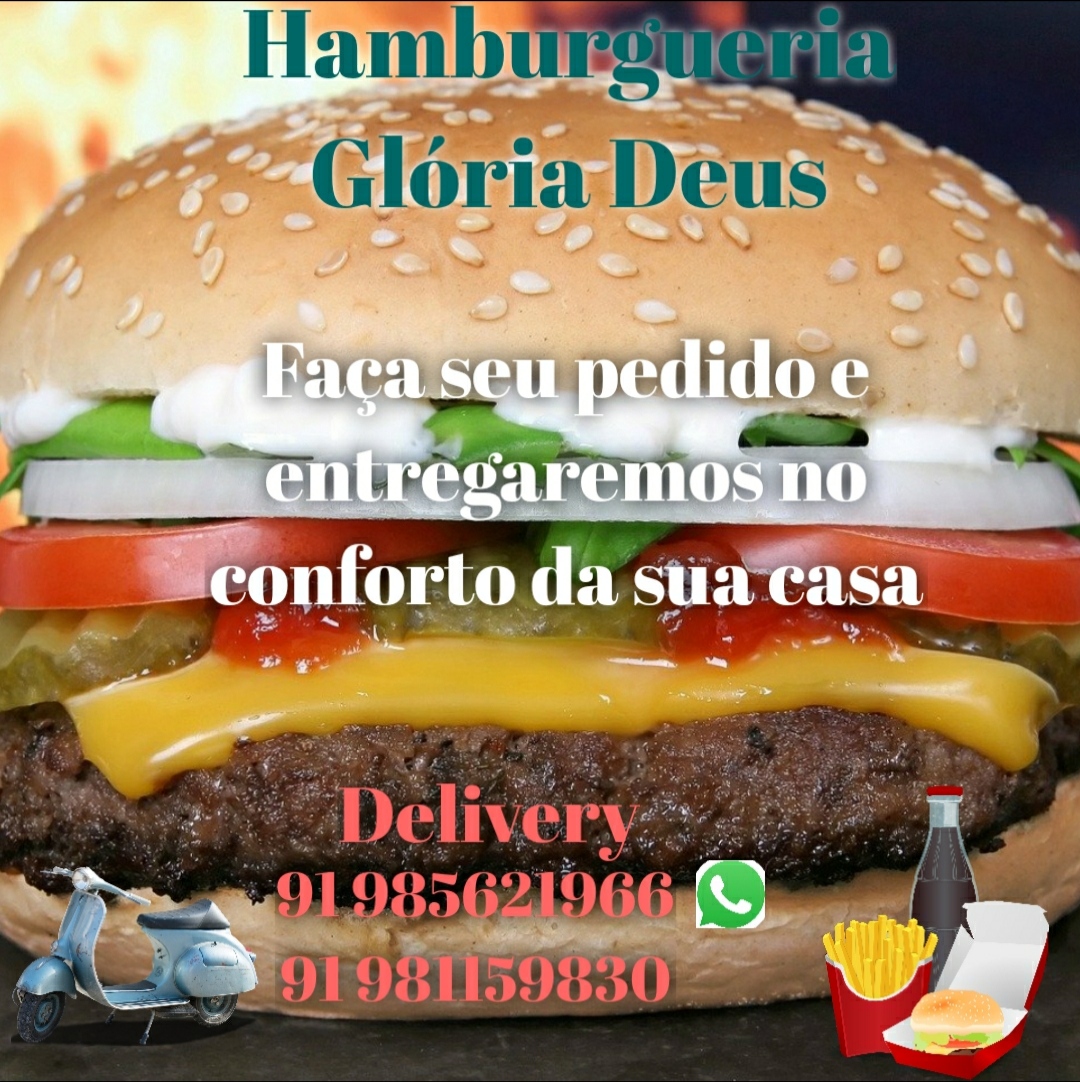 Hamburgueria
Glória Deus
Faça seu pedido e
entregaremos no
conforto da sua casa
Delivery
91 985621966
91 981159830